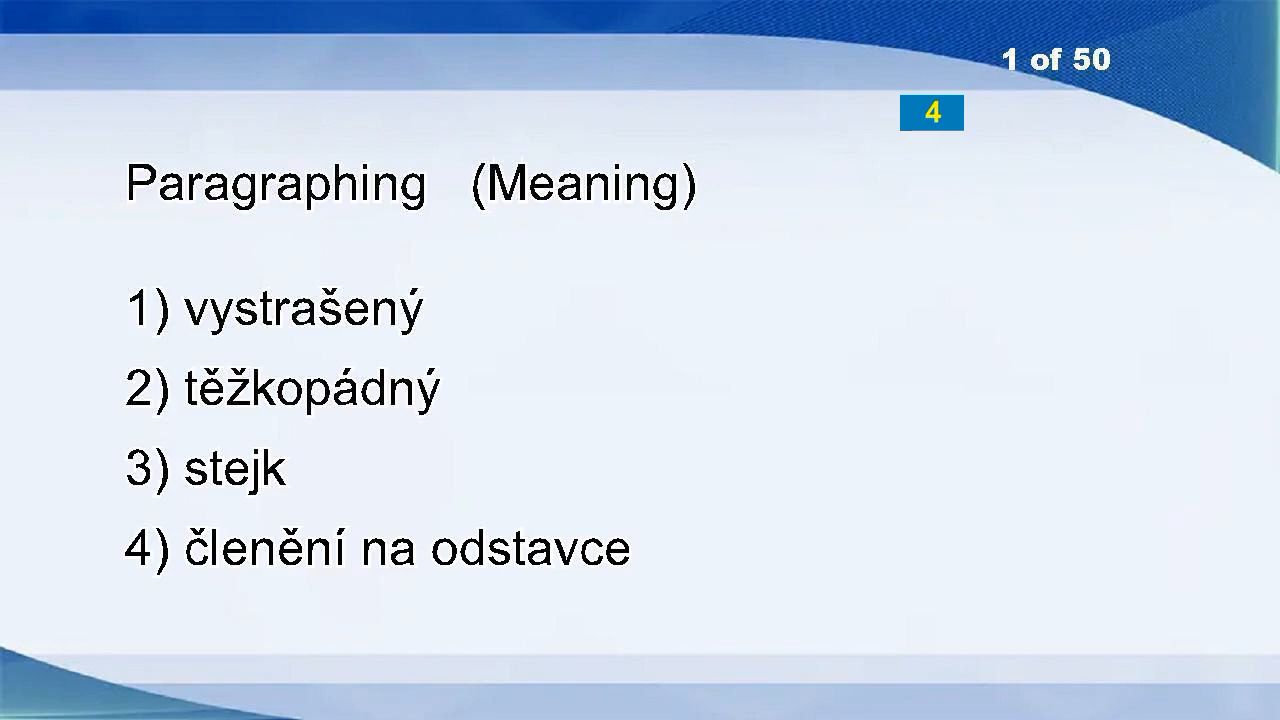 1 of 50
4
Paragraphing (Meaning)
1) vystrašený
2) těžkopádný
3) stejk
4) členění na odstavce